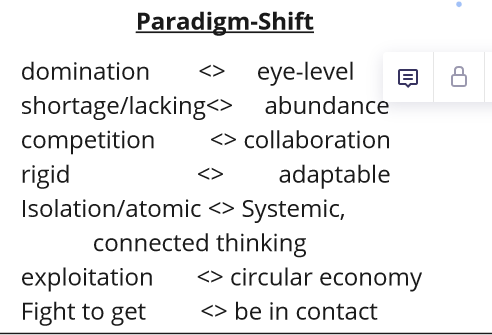 Paradigm-Shift
domination <> eye-level
shortage/lacking<> abundance
competition <> collaboration
rigid <> adaptable
Isolation/atomic <> Systemic,
connected thinking
exploitation <> circular economy
Fight to get <> be in contact